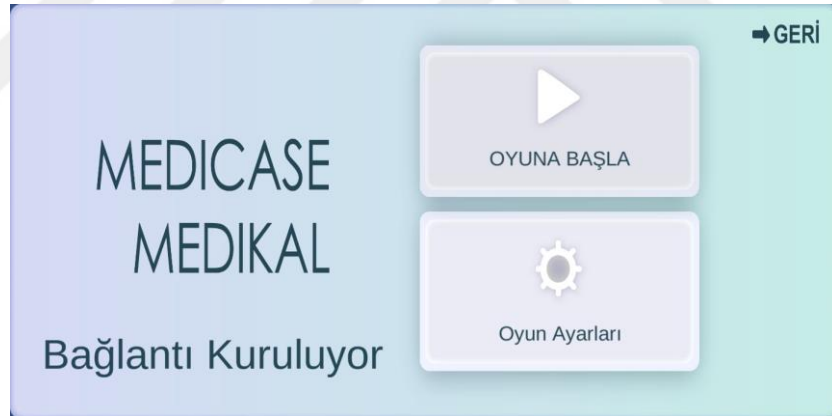 GERİ
MEDICASE
MEDIKAL
Bağlantı Kuruluyor
OYUNA BAŞLA
Oyun Ayarları